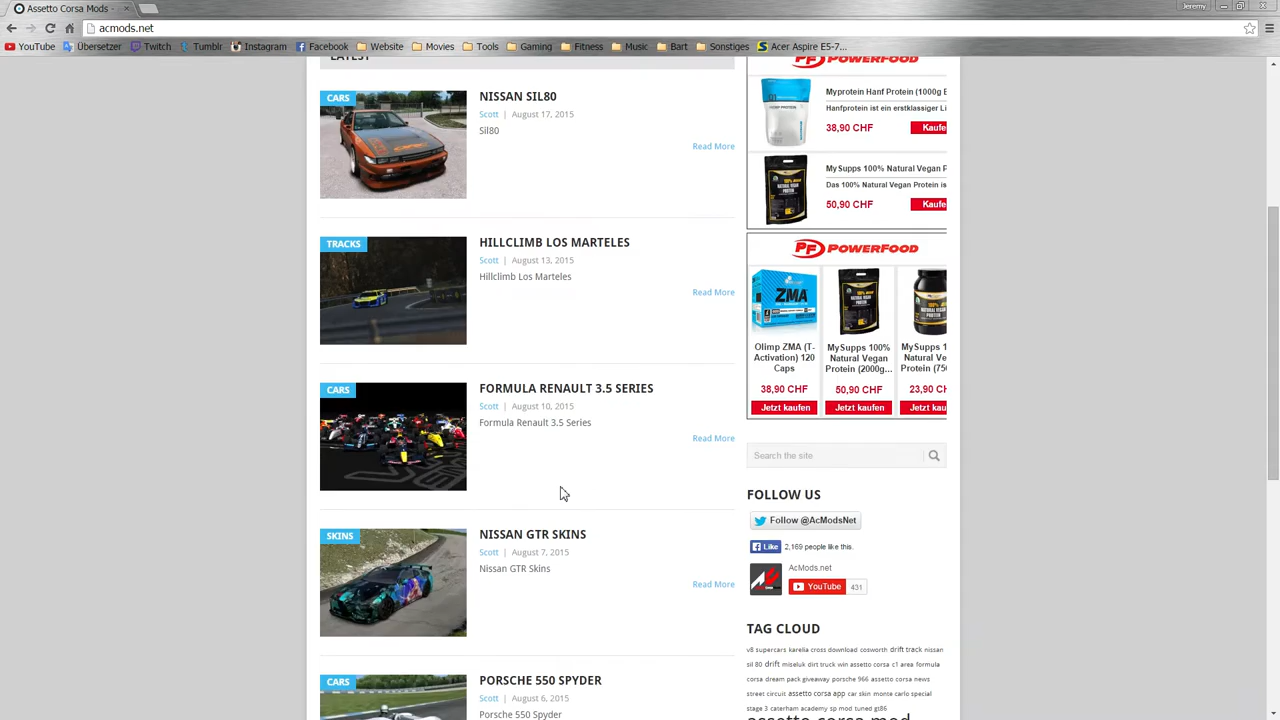 Assetto Corsa Mods -
Jeremy
acmods.net
YouTube Übersetzer Twitch Tumblr Instagram Facebook Website Movies Tools Gaming Fitness Music Bart Sonstiges Acer Aspire E5-7...
LATEST
CARS
NISSAN SIL80
Scott | August 17, 2015
Sil80
Read More
TRACKS
HILLCLIMB LOS MARTELES
Scott | August 13, 2015
Hillclimb Los Marteles
Read More
CARS
FORMULA RENAULT 3.5 SERIES
Scott | August 10, 2015
Formula Renault 3.5 Series
Read More
SKINS
NISSAN GTR SKINS
Scott | August 7, 2015
Nissan GTR Skins
Read More
CARS
PORSCHE 550 SPYDER
Scott | August 6, 2015
Porsche 550 Spyder
PF POWERFOOD
Myprotein Hanf Protein (1000g E
Hanfprotein ist ein erstklassiger Li
38,90 CHF Kaufe
MySupps 100% Natural Vegan P
Das 100% Natural Vegan Protein is
50,90 CHF Kaufe
PF POWERFOOD
ZMA
Olimp ZMA (T-
Activation) 120
Caps
38,90 CHF
Jetzt kaufen
MySupps 100%
Natural Vegan
Protein (2000g...
50,90 CHF
Jetzt kaufen
MySupps 1
Natural Ve
Protein (750
23,90 CH
Jetzt kau
Search the site
FOLLOW US
Follow @AcModsNet
Like 2,169 people like this.
AcMods.net
YouTube 431
TAG CLOUD
v8 supercars karelia cross download cosworth drift track nissan
sil 80 drift miseluk dirt truck win assetto corsa c1 area formula
corsa dream pack giveaway porsche 966 assetto corsa news
street circuit assetto corsa app car skin monte carlo special
stage 3 caterham academy sp mod tuned gt86
assetto corsa mod